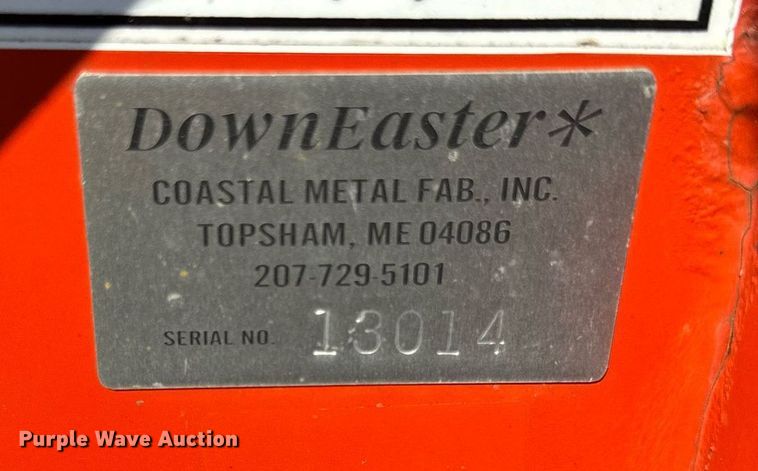 DownEaster*
COASTAL METAL FAB., INC.
TOPSHAM, ME 04086
207-729-5101
SERIAL NO. 13014
Purple Wave Auction